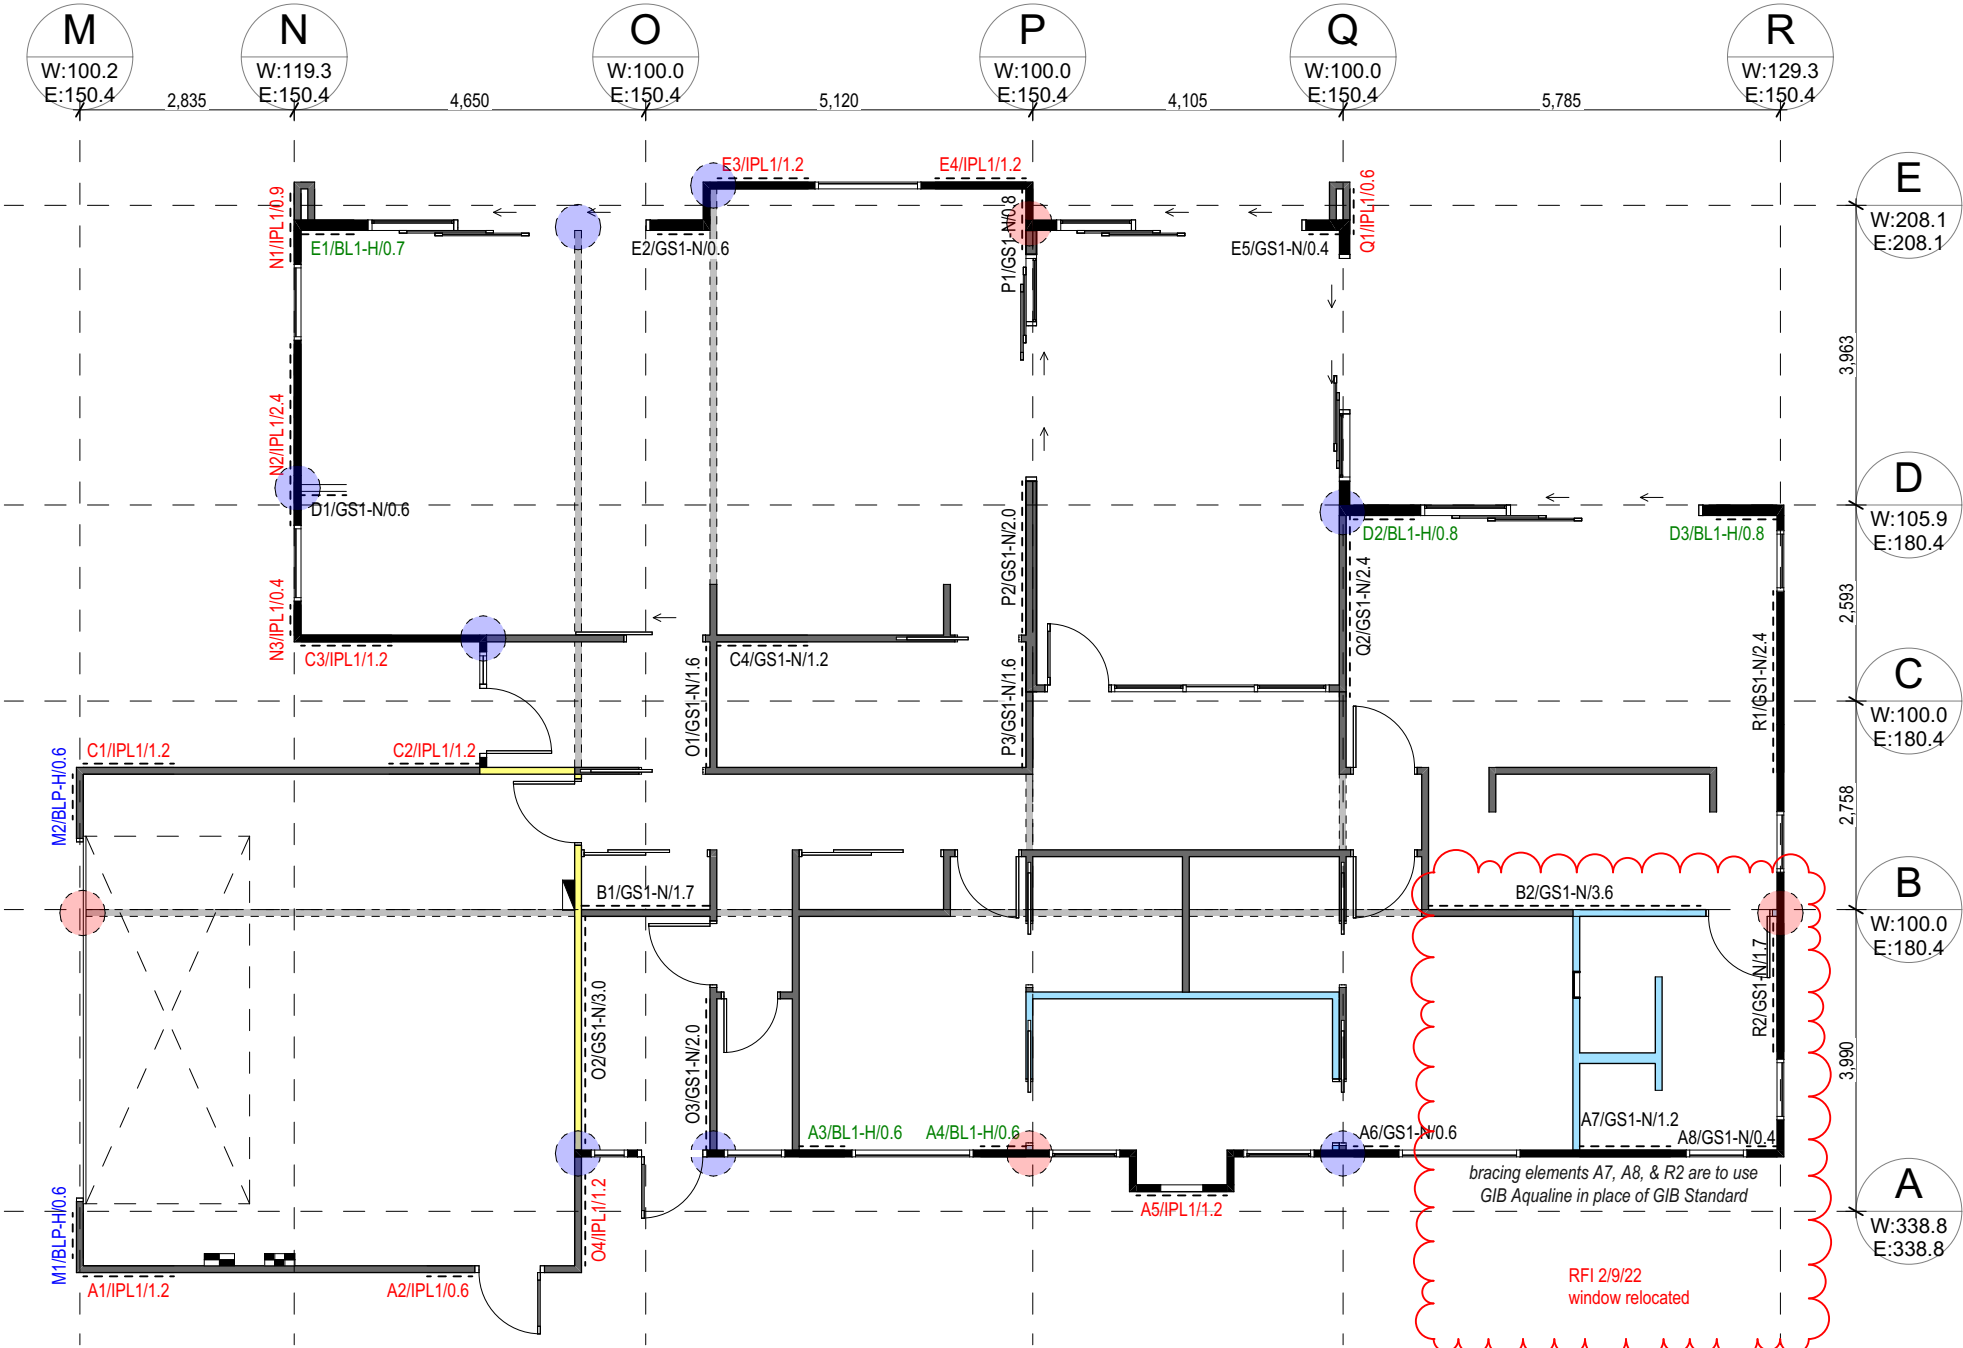 M
W:100.2
E:150.4
N
W:119.3
E:150.4
O
W:100.0
E:150.4
P
W:100.0
E:150.4
Q
W:100.0
E:150.4
R
W:129.3
E:150.4
2,835
4,650
5,120
4,105
5,785
E
W:208.1
E:208.1
D
W:105.9
E:180.4
C
W:100.0
E:180.4
B
W:100.0
E:180.4
A
W:338.8
E:338.8
3,963
2,593
2,758
3,990
E3/IPL1/1.2
E4/IPL1/1.2
N1/IPL1/0.9
E1/BL1-H/0.7
E2/GS1-N/0.6
P1/GS1-N/0.8
E5/GS1-N/0.4
Q1/IPL1/0.6
N2/IPL1/2.4
D1/GS1-N/0.6
D2/BL1-H/0.8
D3/BL1-H/0.8
P2/GS1-N/2.0
Q2/GS1-N/2.4
N3/IPL1/0.4
C3/IPL1/1.2
C4/GS1-N/1.2
O1/GS1-N/1.6
P3/GS1-N/1.6
R1/GS1-N/2.4
C1/IPL1/1.2
C2/IPL1/1.2
M2/BLP-H/0.6
B1/GS1-N/1.7
B2/GS1-N/3.6
O2/GS1-N/3.0
O3/GS1-N/2.0
R2/GS1-N/1.7
A3/BL1-H/0.6
A4/BL1-H/0.6
A6/GS1-N/0.6
A7/GS1-N/1.2
A8/GS1-N/0.4
bracing elements A7, A8, & R2 are to use
GIB Aqualine in place of GIB Standard
A5/IPL1/1.2
O4/IPL1/1.2
M1/BLP-H/0.6
A1/IPL1/1.2
A2/IPL1/0.6
RFI 2/9/22
window relocated